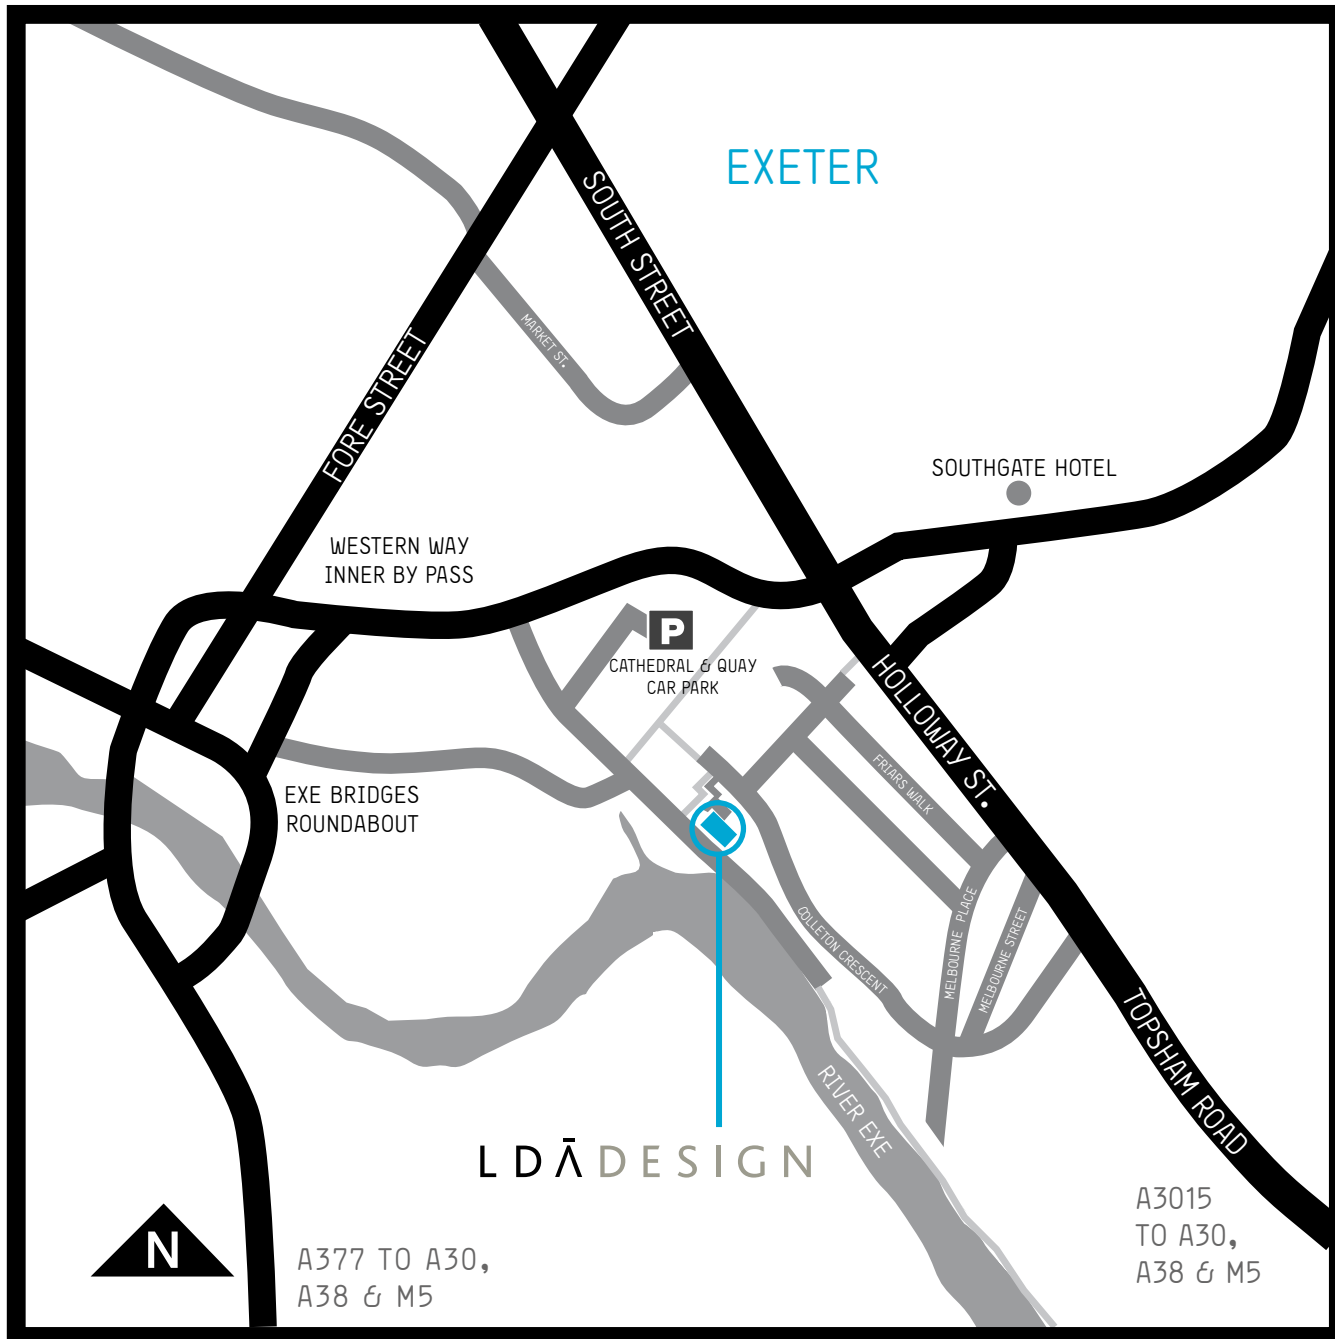 EXETER
SOUTH STREET
MARKET ST.
FORE STREET
SOUTHGATE HOTEL
WESTERN WAY
INNER BY PASS
P
CATHEDRAL & QUAY
CAR PARK
HOLLOWAY ST.
FRIARS WALK
EXE BRIDGES
ROUNDABOUT
MELBOURNE PLACE
MELBOURNE STREET
COLLETON CRESCENT
TOPSHAM ROAD
RIVER EXE
LDĀDESIGN
N
A377 TO A30,
A38 & M5
A3015
TO A30,
A38 & M5